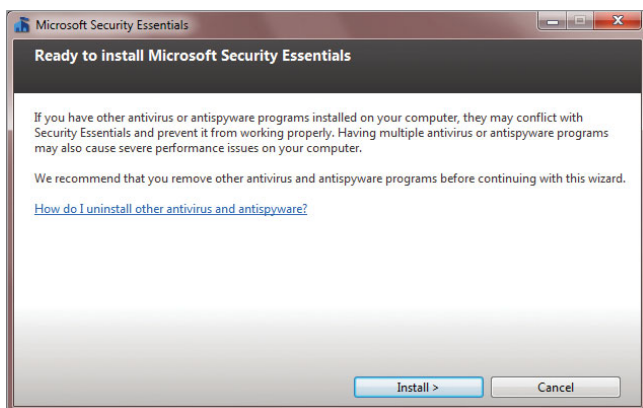 Microsoft Security Essentials
Ready to install Microsoft Security Essentials
If you have other antivirus or antispyware programs installed on your computer, they may conflict with
Security Essentials and prevent it from working properly. Having multiple antivirus or antispyware programs
may also cause severe performance issues on your computer.
We recommend that you remove other antivirus and antispyware programs before continuing with this wizard.
How do I uninstall other antivirus and antispyware?
Install >
Cancel